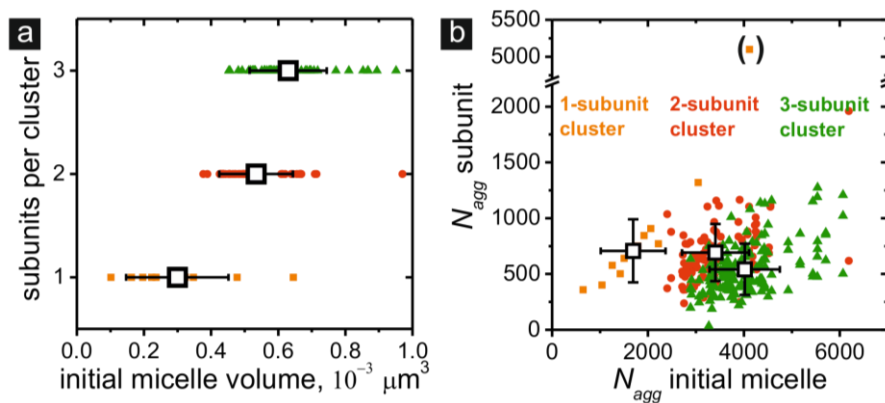 a
subunits per cluster
3
2
1
0.0 0.2 0.4 0.6 0.8 1.0
initial micelle volume, 10⁻³ μm³
b
N_agg subunit
5500
5000
2000
1500
1000
500
0
( )
1-subunit cluster
2-subunit cluster
3-subunit cluster
0 2000 4000 6000
N_agg initial micelle